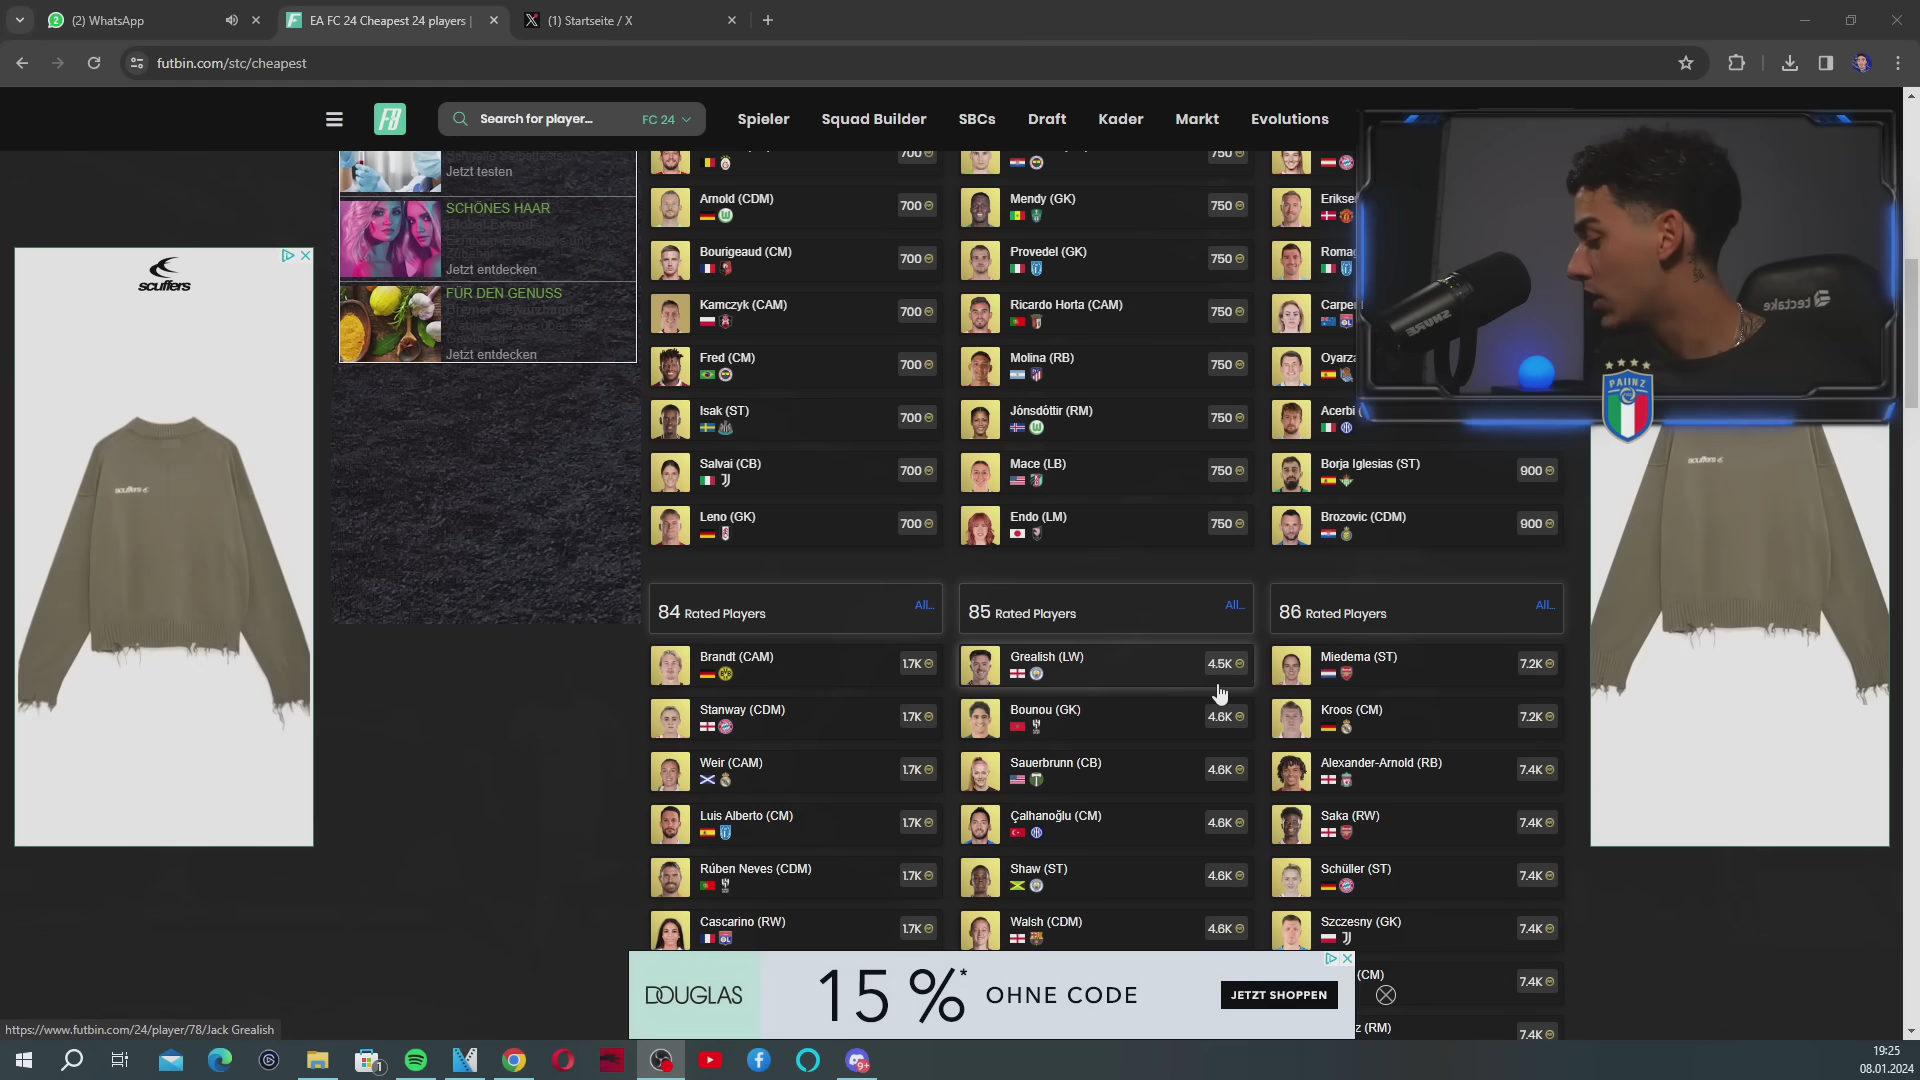 (2) WhatsApp
EA FC 24 Cheapest 24 players |
(1) Startseite / X
futbin.com/stc/cheapest
Search for player...
FC 24
Spieler
Squad Builder
SBCs
Draft
Kader
Markt
Evolutions
Jetzt testen
SCHÖNES HAAR
Jetzt entdecken
FÜR DEN GENUSS
Jetzt entdecken
scuffers
700
750
Arnold (CDM)
700
Mendy (GK)
750
Bourigeaud (CM)
700
Provedel (GK)
750
Kamczyk (CAM)
700
Ricardo Horta (CAM)
750
Fred (CM)
700
Molina (RB)
750
Isak (ST)
700
Jónsdóttir (RM)
750
Acerbi
Salvai (CB)
700
Mace (LB)
750
Borja Iglesias (ST)
900
Leno (GK)
700
Endo (LM)
750
Brozovic (CDM)
900
SHURE
tectake
PAIINZ
84 Rated Players
All...
85 Rated Players
All...
86 Rated Players
All...
Brandt (CAM)
1.7K
Grealish (LW)
4.5K
Miedema (ST)
7.2K
Stanway (CDM)
1.7K
Bounou (GK)
4.6K
Kroos (CM)
7.2K
Weir (CAM)
1.7K
Sauerbrunn (CB)
4.6K
Alexander-Arnold (RB)
7.4K
Luis Alberto (CM)
1.7K
Çalhanoğlu (CM)
4.6K
Saka (RW)
7.4K
Rúben Neves (CDM)
1.7K
Shaw (ST)
4.6K
Schüller (ST)
7.4K
Cascarino (RW)
1.7K
Walsh (CDM)
4.6K
Szczesny (GK)
7.4K
(CM)
7.4K
z (RM)
7.4K
scuffers
scuffers
DOUGLAS
15 %*
OHNE CODE
JETZT SHOPPEN
https://www.futbin.com/24/player/78/Jack Grealish
19:25
08.01.2024